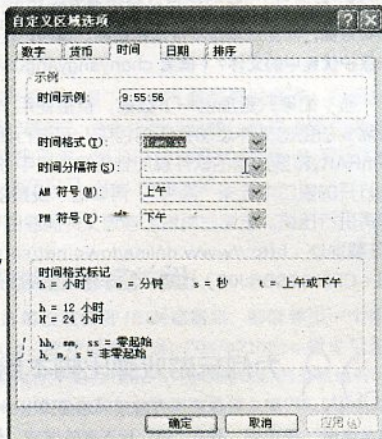 自定义区域选项
数字 货币 时间 日期 排序
示例
时间示例: 9:55:56
时间格式(T):
时间分隔符(S):
AM 符号(M): 上午
PM 符号(P): 下午
时间格式标记
h = 小时 m = 分钟 s = 秒 t = 上午或下午
h = 12 小时
H = 24 小时
hh, mm, ss = 零起始
h, m, s = 非零起始
确定 取消 应用(A)